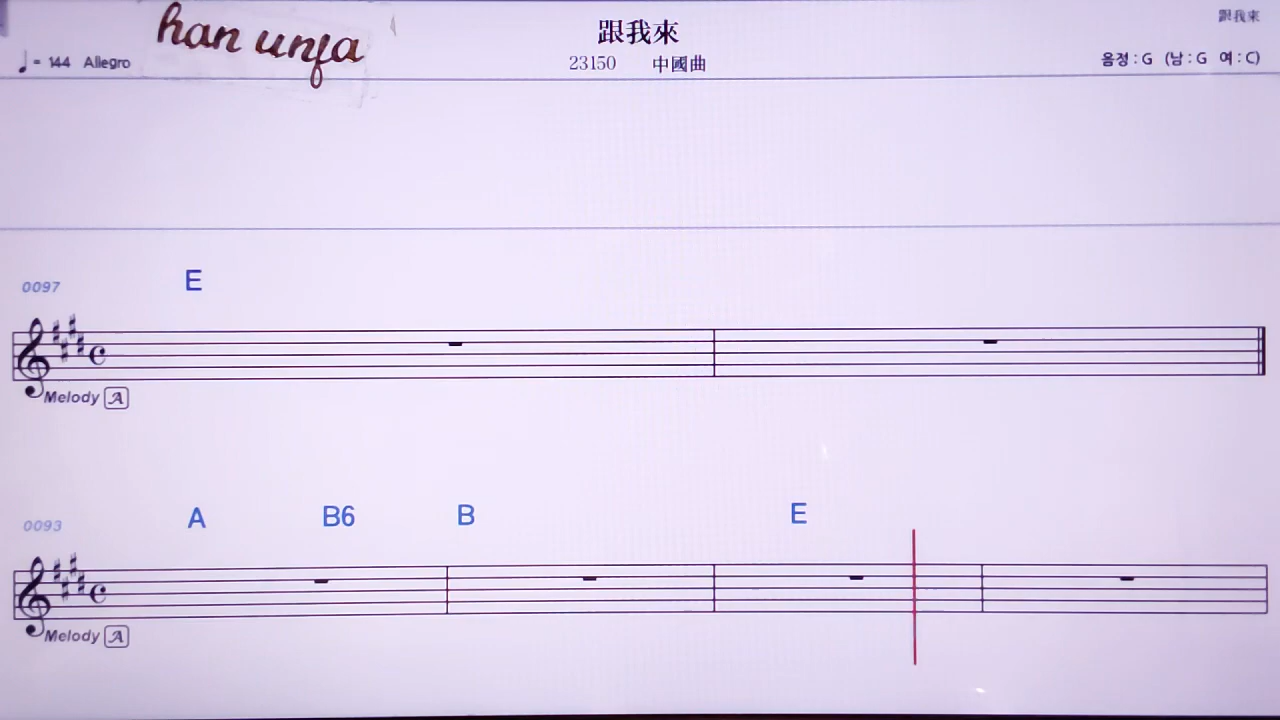 han unfa
跟我來
跟我來
♩= 144 Allegro
23150 中國曲
음정 : G (남 : G 여 : C)
0097 E
Melody A
0093 A B6 B E
Melody A